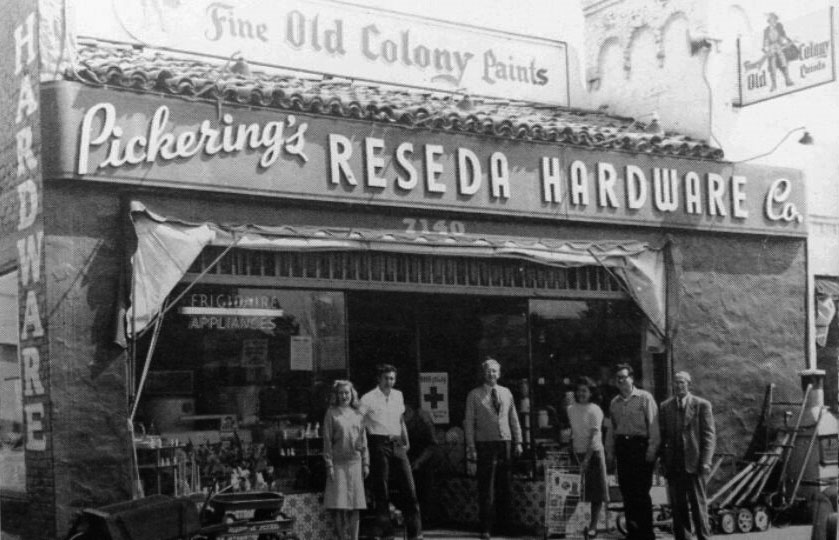 Fine Old Colony Paints
Old Colony
Paints
HARDWARE
Pickering's RESEDA HARDWARE Co.
7140
FRIGIDAIRE
APPLIANCES